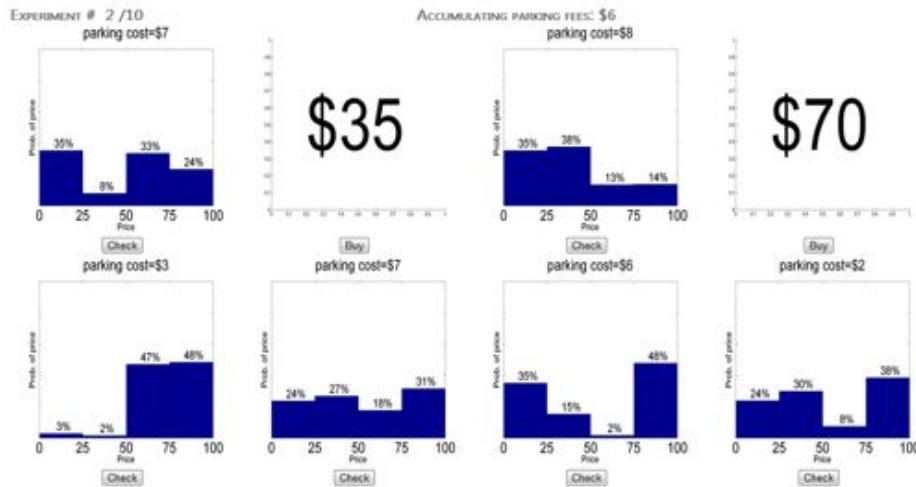 EXPERIMENT # 2 /10 ACCUMULATING PARKING FEES: $6
parking cost=$7 parking cost=$8
Prob. of price
35% 8% 33% 24%
0 25 50 75 100
Price
Check
$35
Buy
Prob. of price
35% 38% 13% 14%
0 25 50 75 100
Price
Check
$70
Buy
parking cost=$3 parking cost=$7 parking cost=$6 parking cost=$2
Prob. of price
3% 2% 47% 48%
0 25 50 75 100
Price
Check
Prob. of price
24% 27% 18% 31%
0 25 50 75 100
Price
Check
Prob. of price
35% 15% 2% 48%
0 25 50 75 100
Price
Check
Prob. of price
24% 30% 8% 38%
0 25 50 75 100
Price
Check